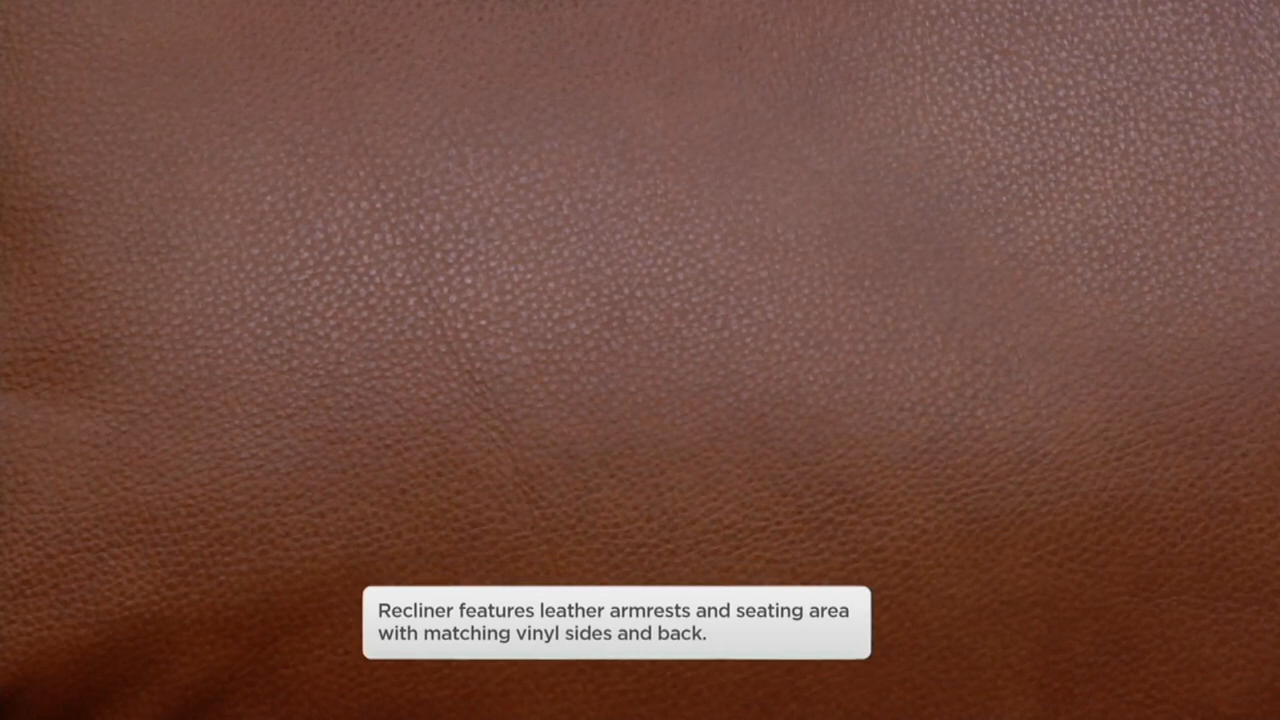 Recliner features leather armrests and seating area
with matching vinyl sides and back.